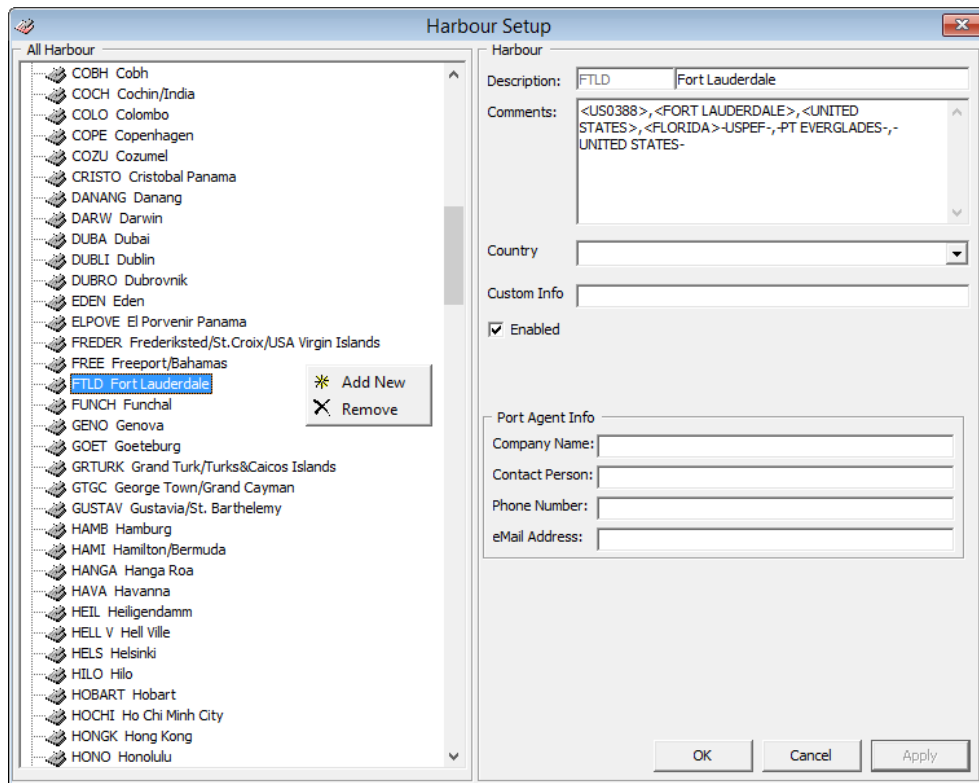 Harbour Setup
All Harbour
COBH Cobh
COCH Cochin/India
COLO Colombo
COPE Copenhagen
COZU Cozumel
CRISTO Cristobal Panama
DANANG Danang
DARW Darwin
DUBA Dubai
DUBLI Dublin
DUBRO Dubrovnik
EDEN Eden
ELPOVE El Porvenir Panama
FREDER Frederiksted/St.Croix/USA Virgin Islands
FREE Freeport/Bahamas
FTLD Fort Lauderdale
FUNCH Funchal
GENO Genova
GOET Goeteburg
GRTURK Grand Turk/Turks&Caicos Islands
GTGC George Town/Grand Cayman
GUSTAV Gustavia/St. Barthelemy
HAMB Hamburg
HAMI Hamilton/Bermuda
HANGA Hanga Roa
HAVA Havanna
HEIL Heiligendamm
HELL V Hell Ville
HELS Helsinki
HILO Hilo
HOBART Hobart
HOCHI Ho Chi Minh City
HONGK Hong Kong
HONO Honolulu
Add New
Remove
Harbour
Description: FTLD Fort Lauderdale
Comments: <US0388>,<FORT LAUDERDALE>,<UNITED
STATES>,<FLORIDA>-USPEF-,-PT EVERGLADES-,-
UNITED STATES-
Country
Custom Info
Enabled
Port Agent Info
Company Name:
Contact Person:
Phone Number:
eMail Address:
OK Cancel Apply